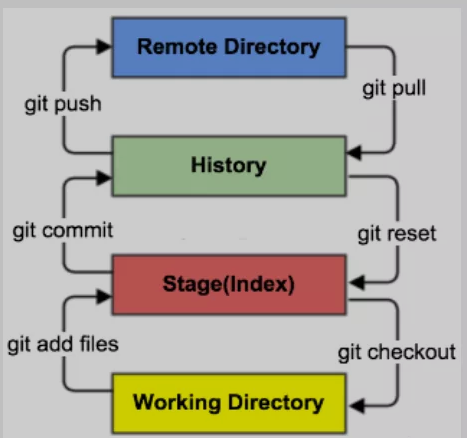 Remote Directory
git push
git pull
History
git commit
git reset
Stage(Index)
git add files
git checkout
Working Directory